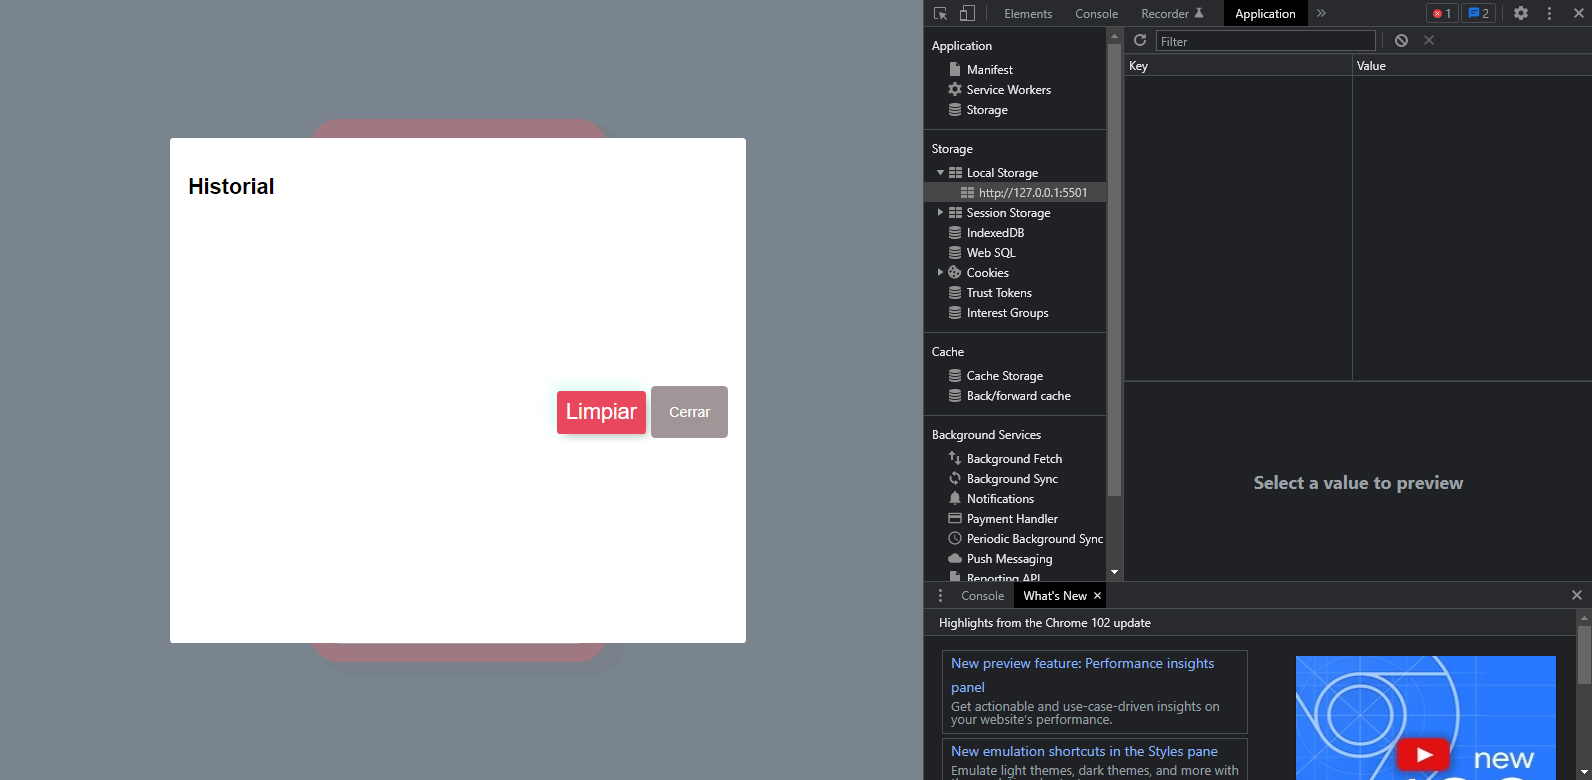 Historial
Limpiar
Cerrar
Elements Console Recorder Application » 1 2
Application
Manifest
Service Workers
Storage
Storage
Local Storage
http://127.0.0.1:5501
Session Storage
IndexedDB
Web SQL
Cookies
Trust Tokens
Interest Groups
Cache
Cache Storage
Back/forward cache
Background Services
Background Fetch
Background Sync
Notifications
Payment Handler
Periodic Background Sync
Push Messaging
Reporting API
Filter
Key Value
Select a value to preview
Console What's New
Highlights from the Chrome 102 update
New preview feature: Performance insights
panel
Get actionable and use-case-driven insights on
your website's performance.
New emulation shortcuts in the Styles pane
Emulate light themes, dark themes, and more with
new